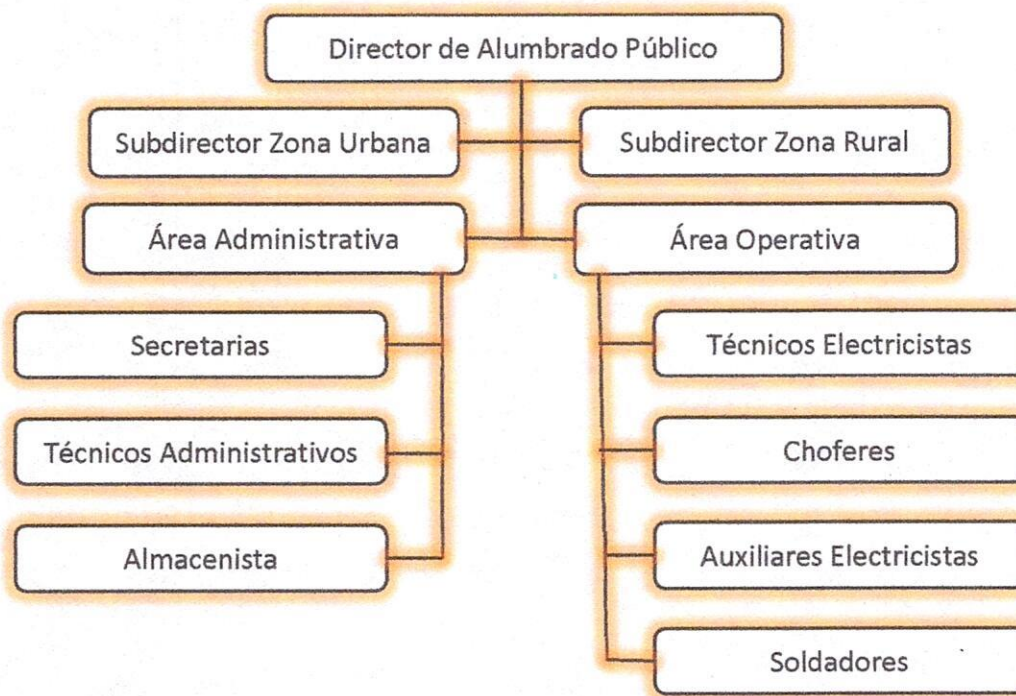 Director de Alumbrado Público
Subdirector Zona Urbana
Subdirector Zona Rural
Área Administrativa
Área Operativa
Secretarias
Técnicos Electricistas
Técnicos Administrativos
Choferes
Almacenista
Auxiliares Electricistas
Soldadores